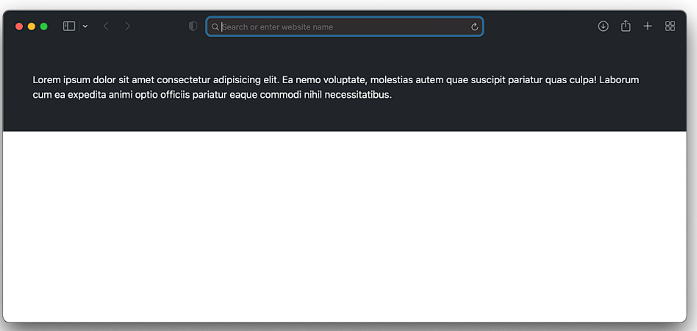 Search or enter website name
Lorem ipsum dolor sit amet consectetur adipisicing elit. Ea nemo voluptate, molestias autem quae suscipit pariatur quas culpa! Laborum
cum ea expedita animi optio officiis pariatur eaque commodi nihil necessitatibus.